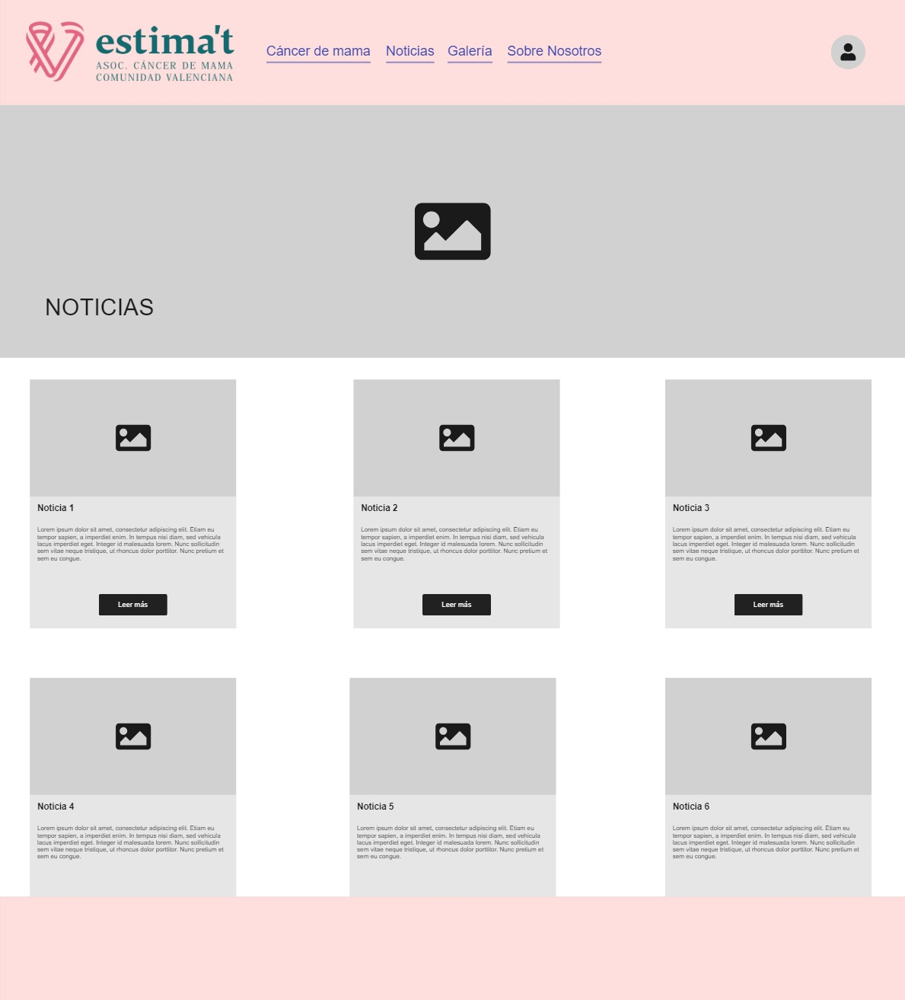 estima't
ASOC. CÁNCER DE MAMA
COMUNIDAD VALENCIANA
Cáncer de mama Noticias Galería Sobre Nosotros
NOTICIAS
Noticia 1
Lorem ipsum dolor sit amet, consectetur adipiscing elit. Etiam eu
tempor sapien, a imperdiet enim. In tempus nisi diam, sed vehicula
lacus imperdiet eget. Integer id malesuada lorem. Nunc sollicitudin
sem vitae neque tristique, ut rhoncus dolor porttitor. Nunc pretium et
sem eu congue.
Leer más
Noticia 2
Lorem ipsum dolor sit amet, consectetur adipiscing elit. Etiam eu
tempor sapien, a imperdiet enim. In tempus nisi diam, sed vehicula
lacus imperdiet eget. Integer id malesuada lorem. Nunc sollicitudin
sem vitae neque tristique, ut rhoncus dolor porttitor. Nunc pretium et
sem eu congue.
Leer más
Noticia 3
Lorem ipsum dolor sit amet, consectetur adipiscing elit. Etiam eu
tempor sapien, a imperdiet enim. In tempus nisi diam, sed vehicula
lacus imperdiet eget. Integer id malesuada lorem. Nunc sollicitudin
sem vitae neque tristique, ut rhoncus dolor porttitor. Nunc pretium et
sem eu congue.
Leer más
Noticia 4
Lorem ipsum dolor sit amet, consectetur adipiscing elit. Etiam eu
tempor sapien, a imperdiet enim. In tempus nisi diam, sed vehicula
lacus imperdiet eget. Integer id malesuada lorem. Nunc sollicitudin
sem vitae neque tristique, ut rhoncus dolor porttitor. Nunc pretium et
sem eu congue.
Noticia 5
Lorem ipsum dolor sit amet, consectetur adipiscing elit. Etiam eu
tempor sapien, a imperdiet enim. In tempus nisi diam, sed vehicula
lacus imperdiet eget. Integer id malesuada lorem. Nunc sollicitudin
sem vitae neque tristique, ut rhoncus dolor porttitor. Nunc pretium et
sem eu congue.
Noticia 6
Lorem ipsum dolor sit amet, consectetur adipiscing elit. Etiam eu
tempor sapien, a imperdiet enim. In tempus nisi diam, sed vehicula
lacus imperdiet eget. Integer id malesuada lorem. Nunc sollicitudin
sem vitae neque tristique, ut rhoncus dolor porttitor. Nunc pretium et
sem eu congue.